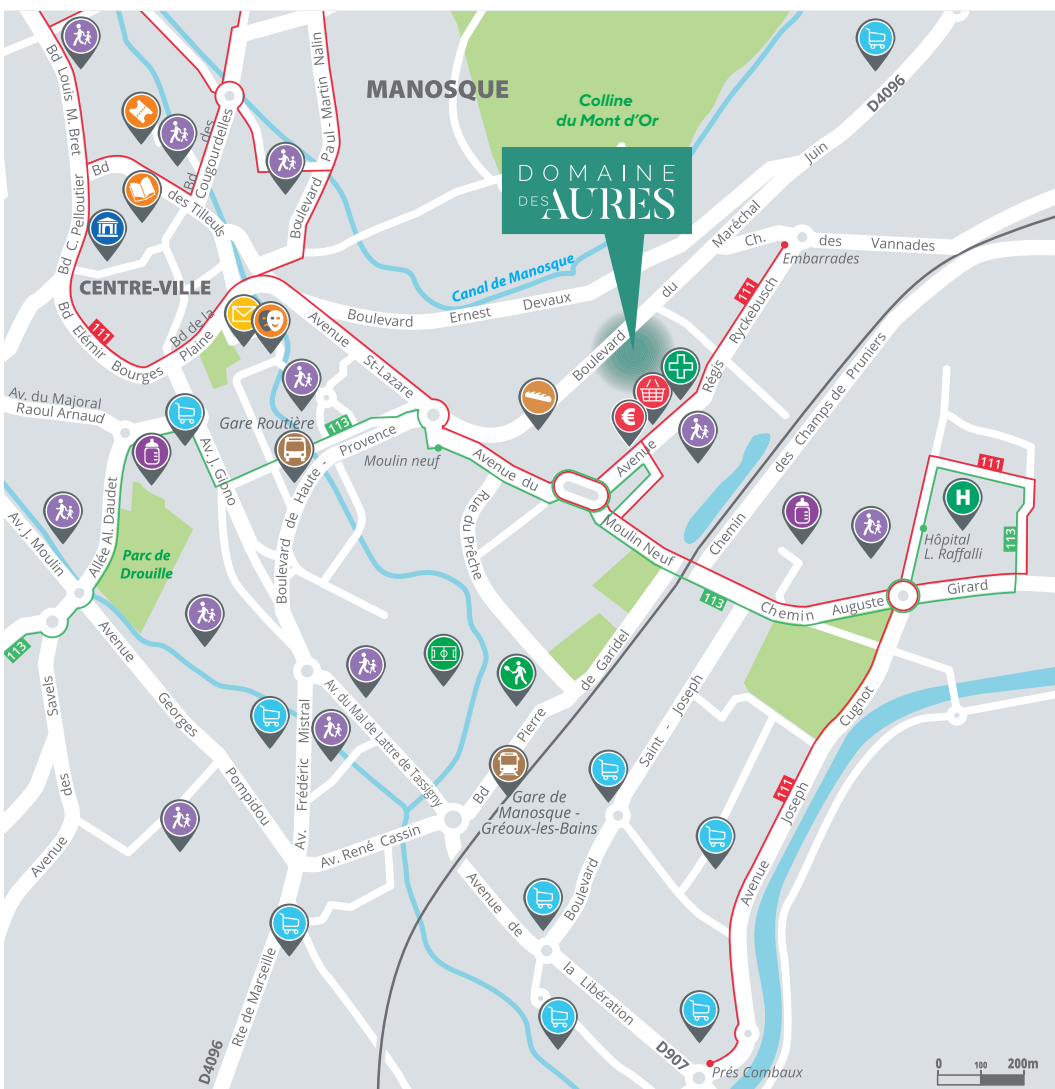 MANOSQUE
Colline
du Mont d'Or
D4096
DOMAINE
DES AURES
Bd Louis M. Bret
Bd des Cougourdelles
Boulevard Paul - Martin Nalin
Bd des Tilleuls
Bd C. Pelloutier
CENTRE-VILLE
111
Bd Elémir Bourges
Bd de la Plaine
Canal de Manosque
Boulevard Ernest Devaux
Boulevard du Maréchal Juin
Ch. des Vannades
Embarrades
111
Avenue Régis Ryckebusch
Avenue St-Lazare
Av. du Majoral
Raoul Arnaud
Gare Routière
113
Moulin neuf
€
Av. J. Giono
Boulevard de Haute - Provence
Avenue du Moulin Neuf
Rue du Prêche
Chemin des Champs de Pruniers
111
H
Hôpital
L. Raffalli
113
Av. J. Moulin
Allée Al. Daudet
Parc de
Drouille
113
113
Chemin Auguste Girard
Avenue Georges Pompidou
Avenue des Savels
Av. Frédéric Mistral
Av. du Mal de Lattre de Tassigny
Bd Pierre de Garidel
Gare de
Manosque -
Gréoux-les-Bains
Boulevard Saint - Joseph
111
Avenue Joseph Cugnot
Av. René Cassin
Avenue de la Libération
Rte de Marseille
D4096
D907
Prés Combaux
0 100 200m